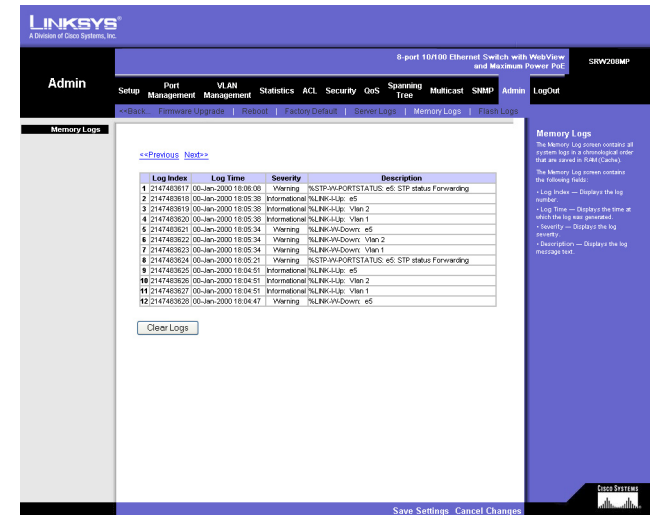 LINKSYS®
A Division of Cisco Systems, Inc.
8-port 10/100 Ethernet Switch with WebView and Maximum Power PoE
SRW208MP
Admin
Setup Port Management VLAN Management Statistics ACL Security QoS Spanning Tree Multicast SNMP Admin LogOut
<<Back... Firmware Upgrade | Reboot | Factory Default | Server Logs | Memory Logs | Flash Logs
Memory Logs
<<Previous Next>>
Log Index Log Time Severity Description
1 2147483617 00-Jan-2000 18:06:08 Warning %STP-W-PORTSTATUS: e5: STP status Forwarding
2 2147483618 00-Jan-2000 18:05:38 Informational %LINK-I-Up: e5
3 2147483619 00-Jan-2000 18:05:38 Informational %LINK-I-Up: Vlan 2
4 2147483620 00-Jan-2000 18:05:38 Informational %LINK-I-Up: Vlan 1
5 2147483621 00-Jan-2000 18:05:34 Warning %LINK-W-Down: e5
6 2147483622 00-Jan-2000 18:05:34 Warning %LINK-W-Down: Vlan 2
7 2147483623 00-Jan-2000 18:05:34 Warning %LINK-W-Down: Vlan 1
8 2147483624 00-Jan-2000 18:05:21 Warning %STP-W-PORTSTATUS: e5: STP status Forwarding
9 2147483625 00-Jan-2000 18:04:51 Informational %LINK-I-Up: e5
10 2147483626 00-Jan-2000 18:04:51 Informational %LINK-I-Up: Vlan 2
11 2147483627 00-Jan-2000 18:04:51 Informational %LINK-I-Up: Vlan 1
12 2147483628 00-Jan-2000 18:04:47 Warning %LINK-W-Down: e5
Clear Logs
Memory Logs
The Memory Log screen contains all
system logs in a chronological order
that are saved in RAM (Cache).
The Memory Log screen contains
the following fields:
• Log Index — Displays the log
number.
• Log Time — Displays the time at
which the log was generated.
• Severity — Displays the log
severity.
• Description — Displays the log
message text.
Save Settings Cancel Changes
CISCO SYSTEMS